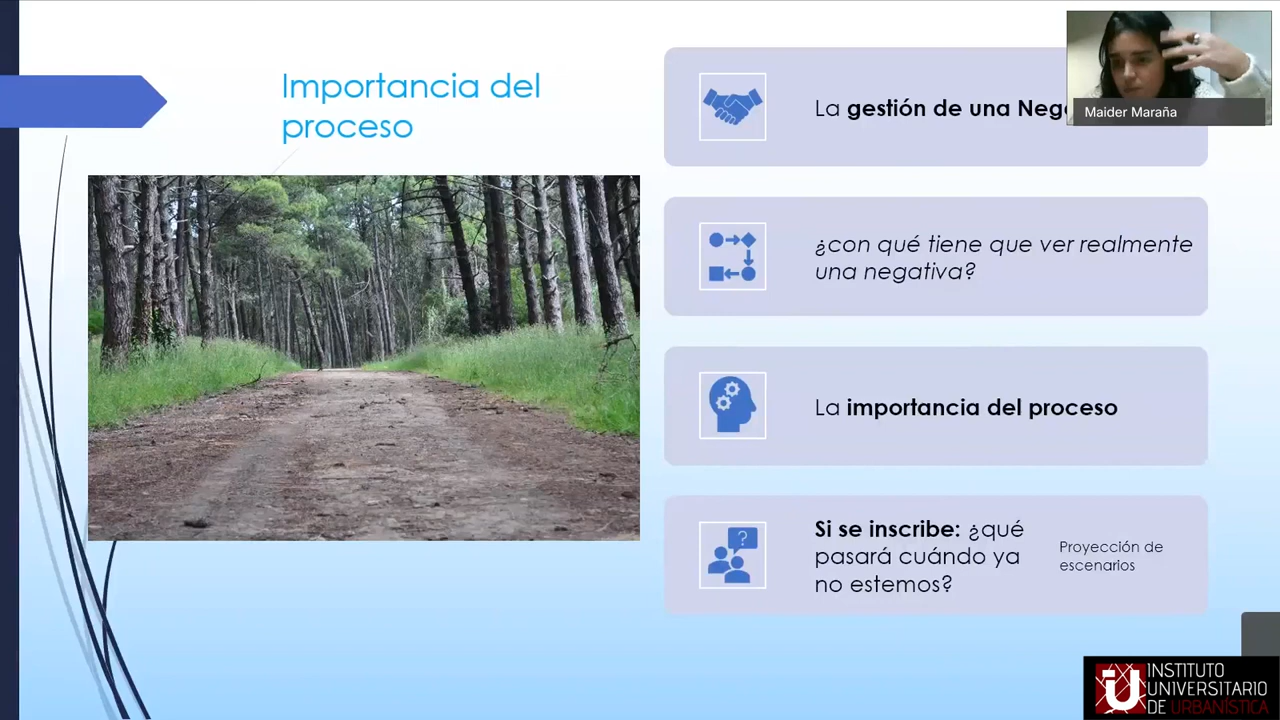 Importancia del
proceso
La gestión de una
Maider Maraña
¿con qué tiene que ver realmente
una negativa?
La importancia del proceso
Si se inscribe: ¿qué
pasará cuándo ya
no estemos?
Proyección de
escenarios
?
iU
INSTITUTO
UNIVERSITARIO
DE URBANÍSTICA